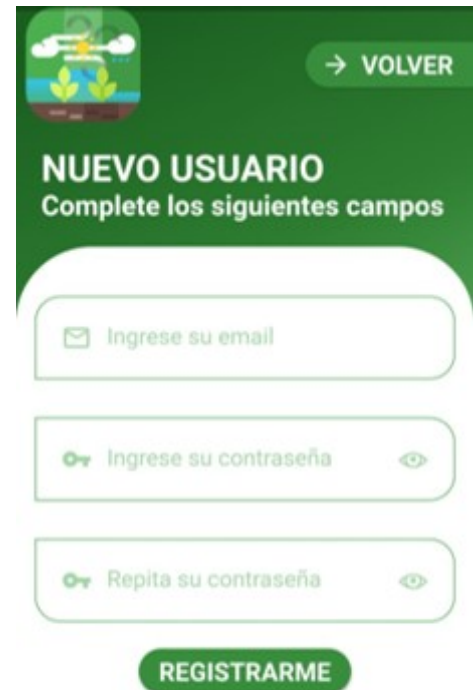 VOLVER
NUEVO USUARIO
Complete los siguientes campos
Ingrese su email
Ingrese su contraseña
Repita su contraseña
REGISTRARME